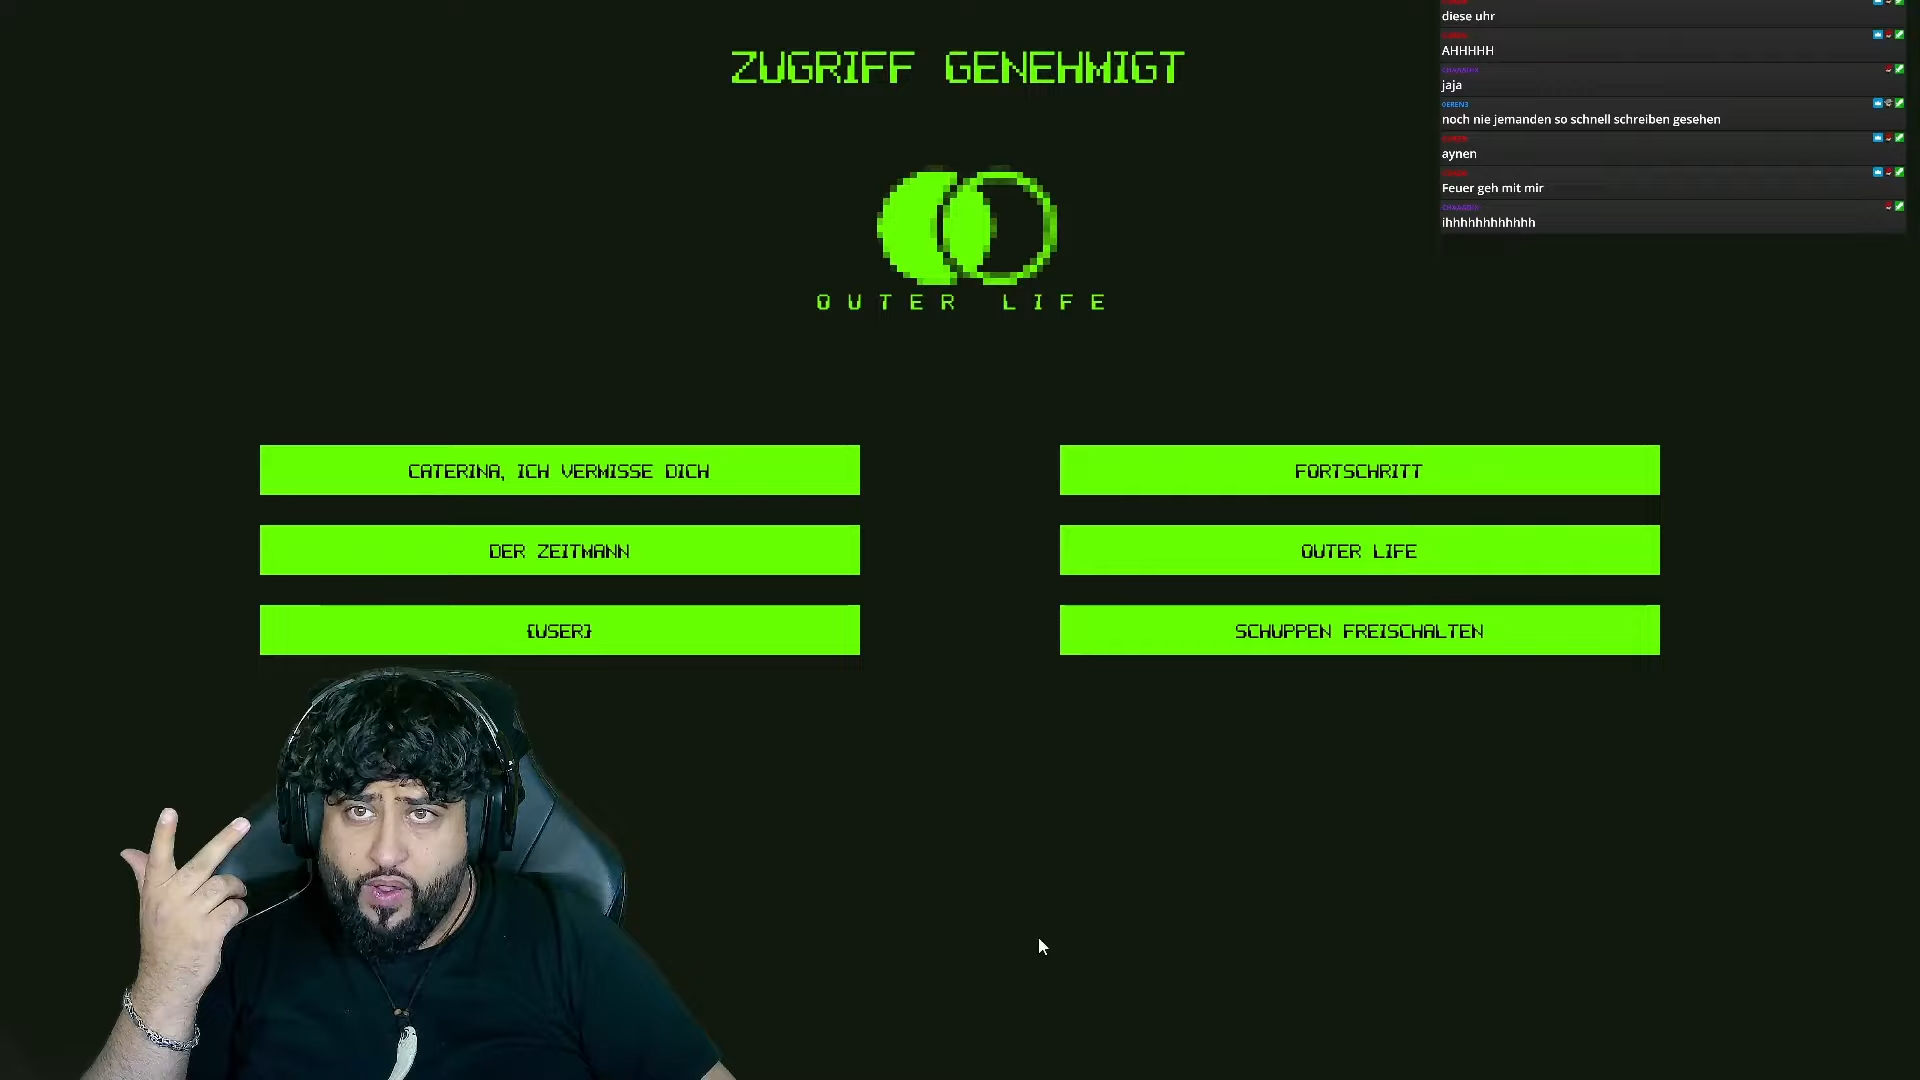 ZUGRIFF GENEHMIGT
OUTER LIFE
CATERINA, ICH VERMISSE DICH
FORTSCHRITT
DER ZEITMANN
OUTER LIFE
{USER}
SCHUPPEN FREISCHALTEN
diese uhr
AHHHHH
jaja
0EREN3
noch nie jemanden so schnell schreiben gesehen
aynen
Feuer geh mit mir
ihhhhhhhhhhhh